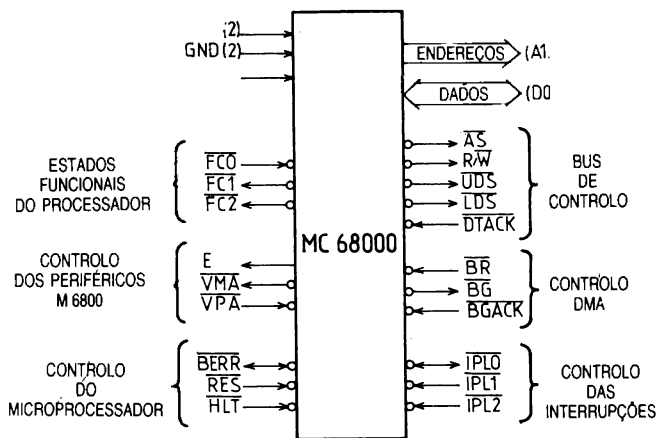 i2)
GND (2)
ENDEREÇOS (A1.
DADOS (D0
ESTADOS
FUNCIONAIS
DO PROCESSADOR
FC0
FC1
FC2
AS
R/W
UDS
LDS
DTACK
BUS
DE
CONTROLO
MC 68000
CONTROLO
DOS PERIFÉRICOS
M 6800
E
VMA
VPA
BR
BG
BGACK
CONTROLO
DMA
CONTROLO
DO
MICROPROCESSADOR
BERR
RES
HLT
IPL0
IPL1
IPL2
CONTROLO
DAS
INTERRUPÇÕES